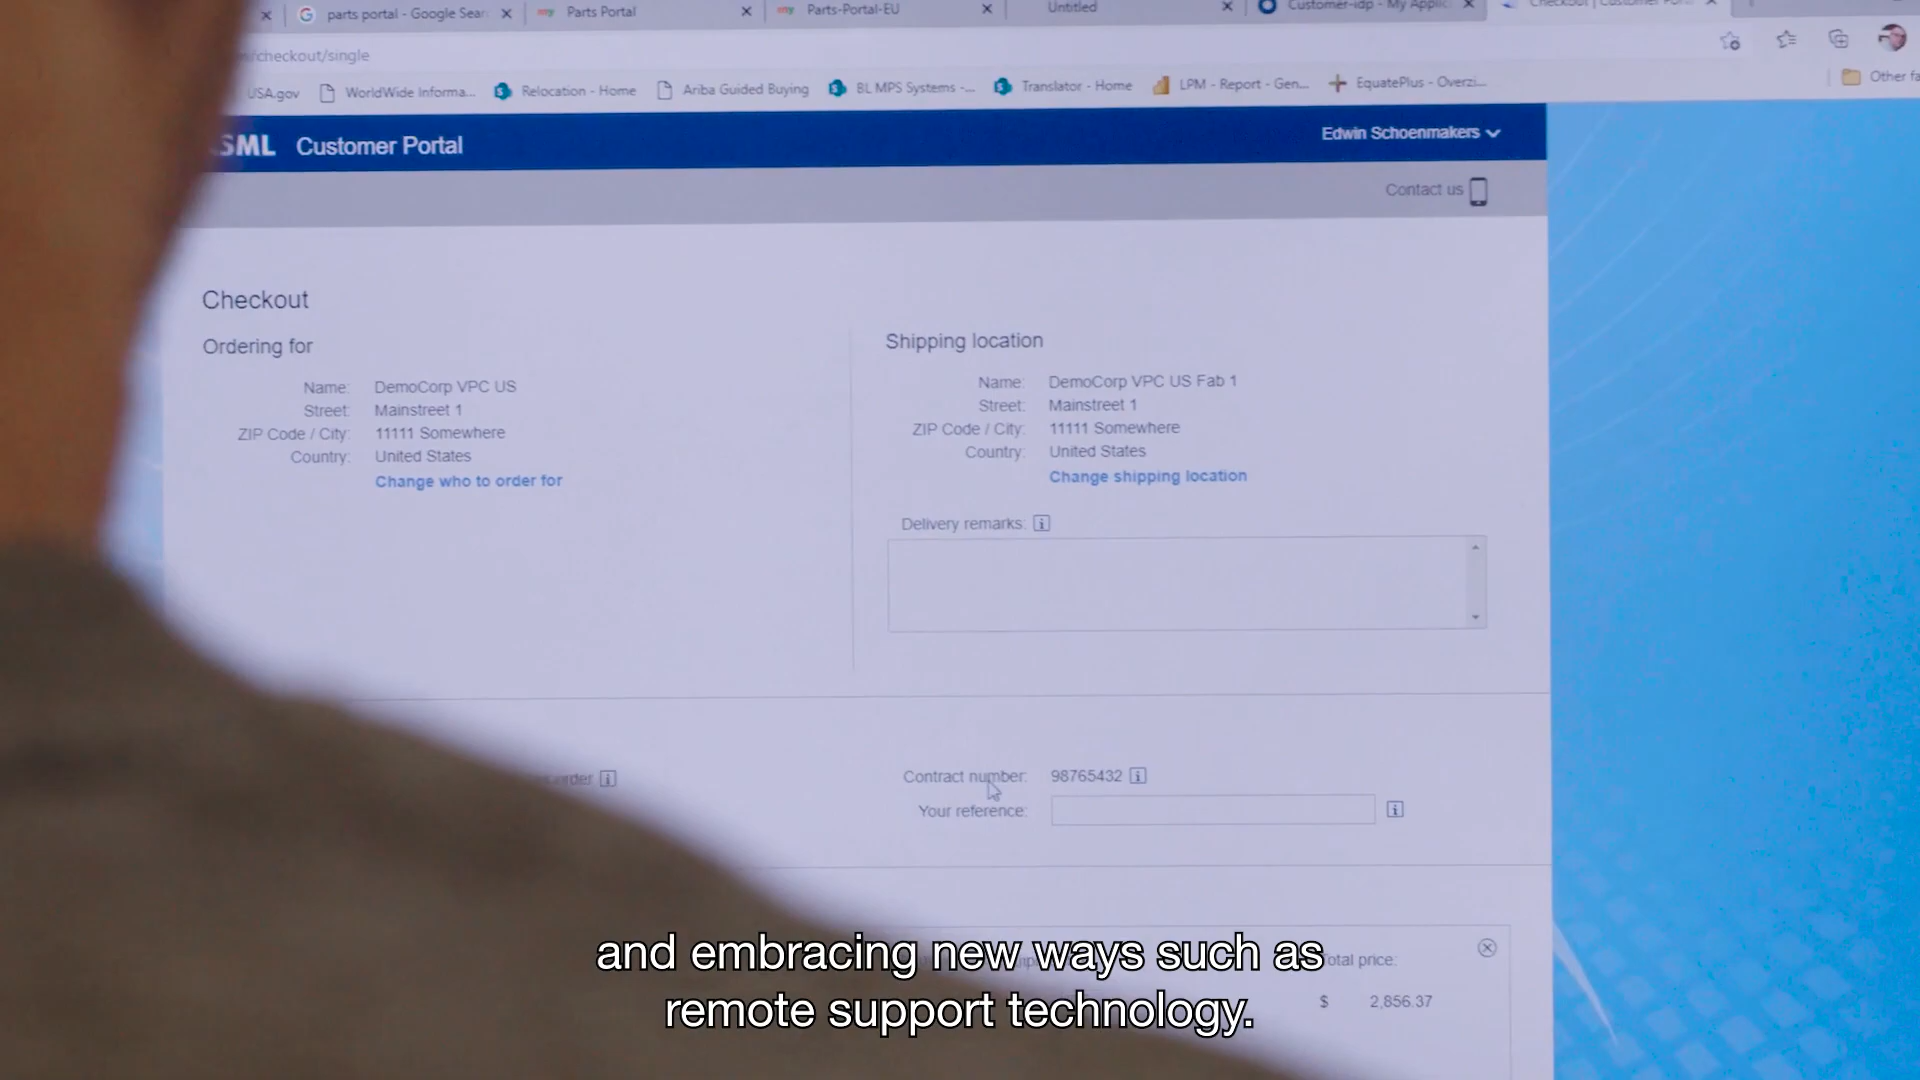 parts portal - Google Sear
Parts Portal
Parts-Portal-EU
Untitled
Customer-idp - My Applic
/checkout/single
USA.gov
WorldWide Informa...
Relocation - Home
Ariba Guided Buying
BL MPS Systems -...
Translator - Home
LPM - Report - Gen...
EquatePlus - Overzi...
Other fa
SML Customer Portal
Edwin Schoenmakers
Contact us
Checkout
Ordering for
Name: DemoCorp VPC US
Street: Mainstreet 1
ZIP Code / City: 11111 Somewhere
Country: United States
Change who to order for
Shipping location
Name: DemoCorp VPC US Fab 1
Street: Mainstreet 1
ZIP Code / City: 11111 Somewhere
Country: United States
Change shipping location
Delivery remarks:
order
Contract number: 98765432
Your reference:
otal price:
$ 2,856.37
and embracing new ways such as
remote support technology.